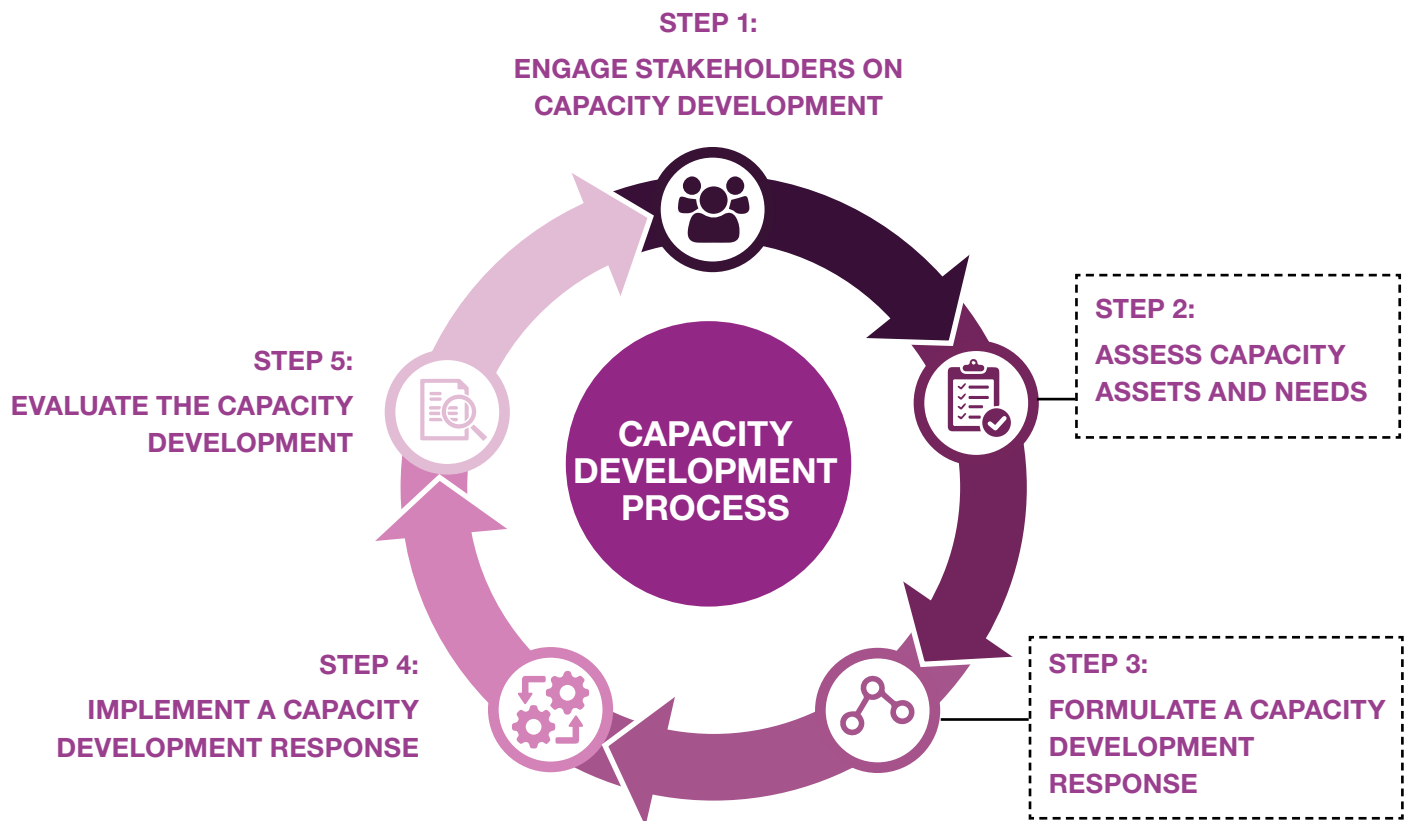 STEP 1:
ENGAGE STAKEHOLDERS ON
CAPACITY DEVELOPMENT
STEP 2:
ASSESS CAPACITY
ASSETS AND NEEDS
STEP 3:
FORMULATE A CAPACITY
DEVELOPMENT
RESPONSE
STEP 4:
IMPLEMENT A CAPACITY
DEVELOPMENT RESPONSE
STEP 5:
EVALUATE THE CAPACITY
DEVELOPMENT
CAPACITY
DEVELOPMENT
PROCESS